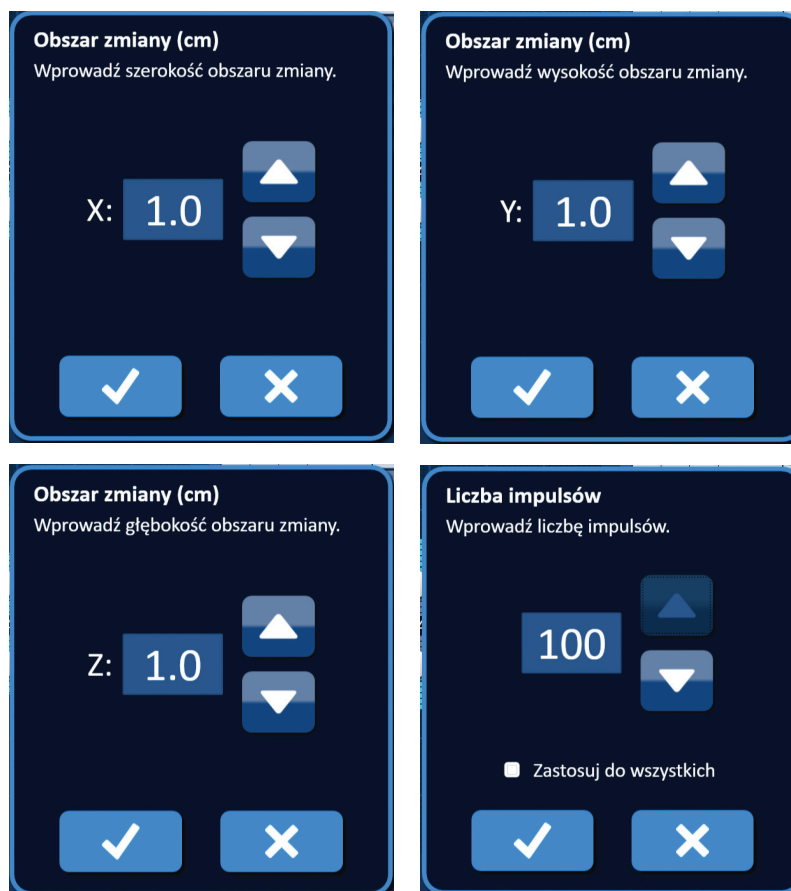 Obszar zmiany (cm)
Wprowadź szerokość obszaru zmiany.
X: 1.0
Obszar zmiany (cm)
Wprowadź wysokość obszaru zmiany.
Y: 1.0
Obszar zmiany (cm)
Wprowadź głębokość obszaru zmiany.
Z: 1.0
Liczba impulsów
Wprowadź liczbę impulsów.
100
Zastosuj do wszystkich